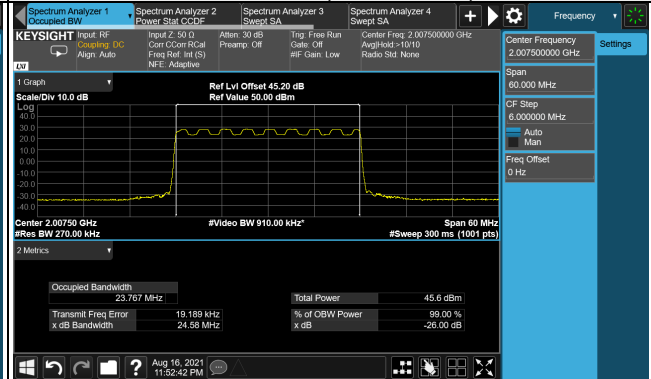 Spectrum Analyzer 1
Occupied BW
Spectrum Analyzer 2
Power Stat CCDF
Spectrum Analyzer 3
Swept SA
Spectrum Analyzer 4
Swept SA
Frequency
KEYSIGHT
LXI
Input: RF
Coupling: DC
Align: Auto
Input Z: 50 Ω
Corr CCorr RCal
Freq Ref: Int (S)
NFE: Adaptive
Atten: 30 dB
Preamp: Off
Trig: Free Run
Gate: Off
#IF Gain: Low
Center Freq: 2.007500000 GHz
Avg|Hold:>10/10
Radio Std: None
Center Frequency
2.007500000 GHz
Settings
Span
60.000 MHz
CF Step
6.000000 MHz
Auto
Man
Freq Offset
0 Hz
1 Graph
Scale/Div 10.0 dB
Ref Lvl Offset 45.20 dB
Ref Value 50.00 dBm
Log
40.0
30.0
20.0
10.0
0.00
-10.0
-20.0
-30.0
-40.0
Center 2.00750 GHz
#Res BW 270.00 kHz
#Video BW 910.00 kHz*
Span 60 MHz
#Sweep 300 ms (1001 pts)
2 Metrics
Occupied Bandwidth
23.767 MHz
Total Power 45.6 dBm
Transmit Freq Error 19.189 kHz
% of OBW Power 99.00 %
x dB Bandwidth 24.58 MHz
x dB -26.00 dB
Aug 16, 2021
11:52:42 PM